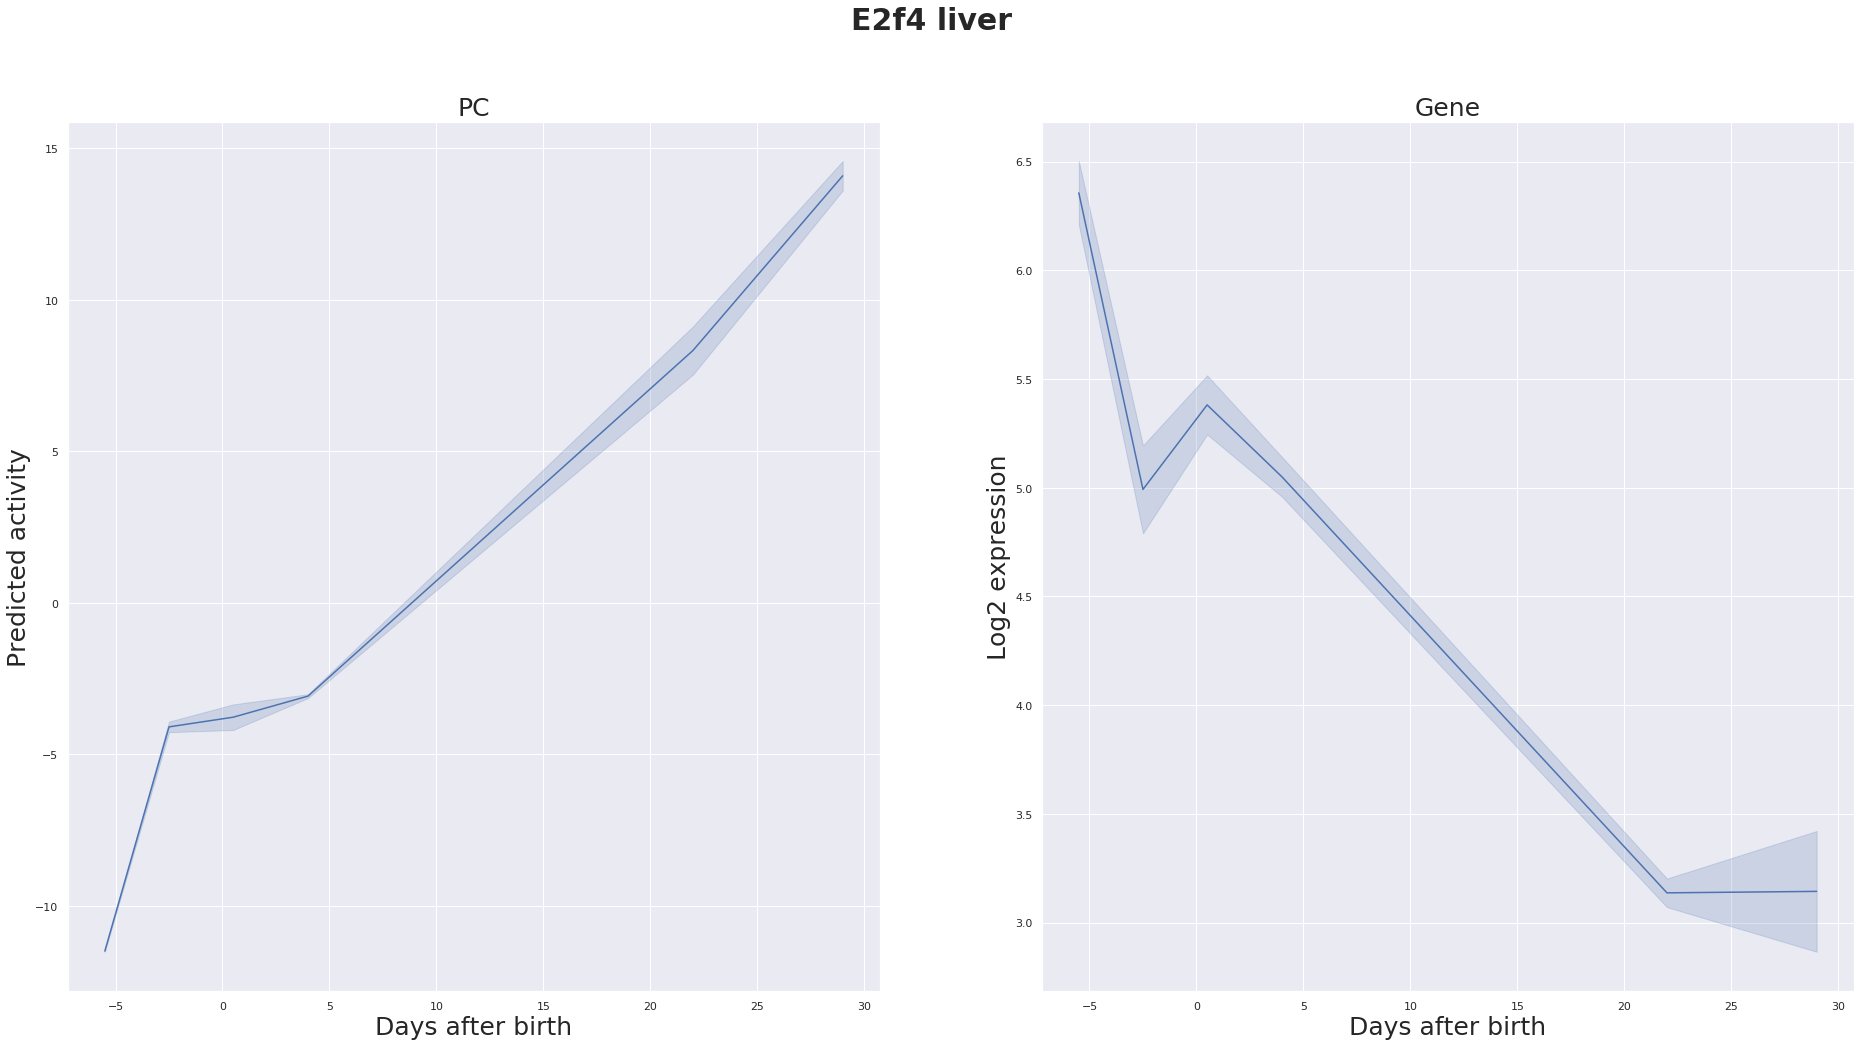 E2f4 liver
PC
Predicted activity
15
10
5
0
−5
−10
−5 0 5 10 15 20 25 30
Days after birth
Gene
Log2 expression
6.5
6.0
5.5
5.0
4.5
4.0
3.5
3.0
−5 0 5 10 15 20 25 30
Days after birth